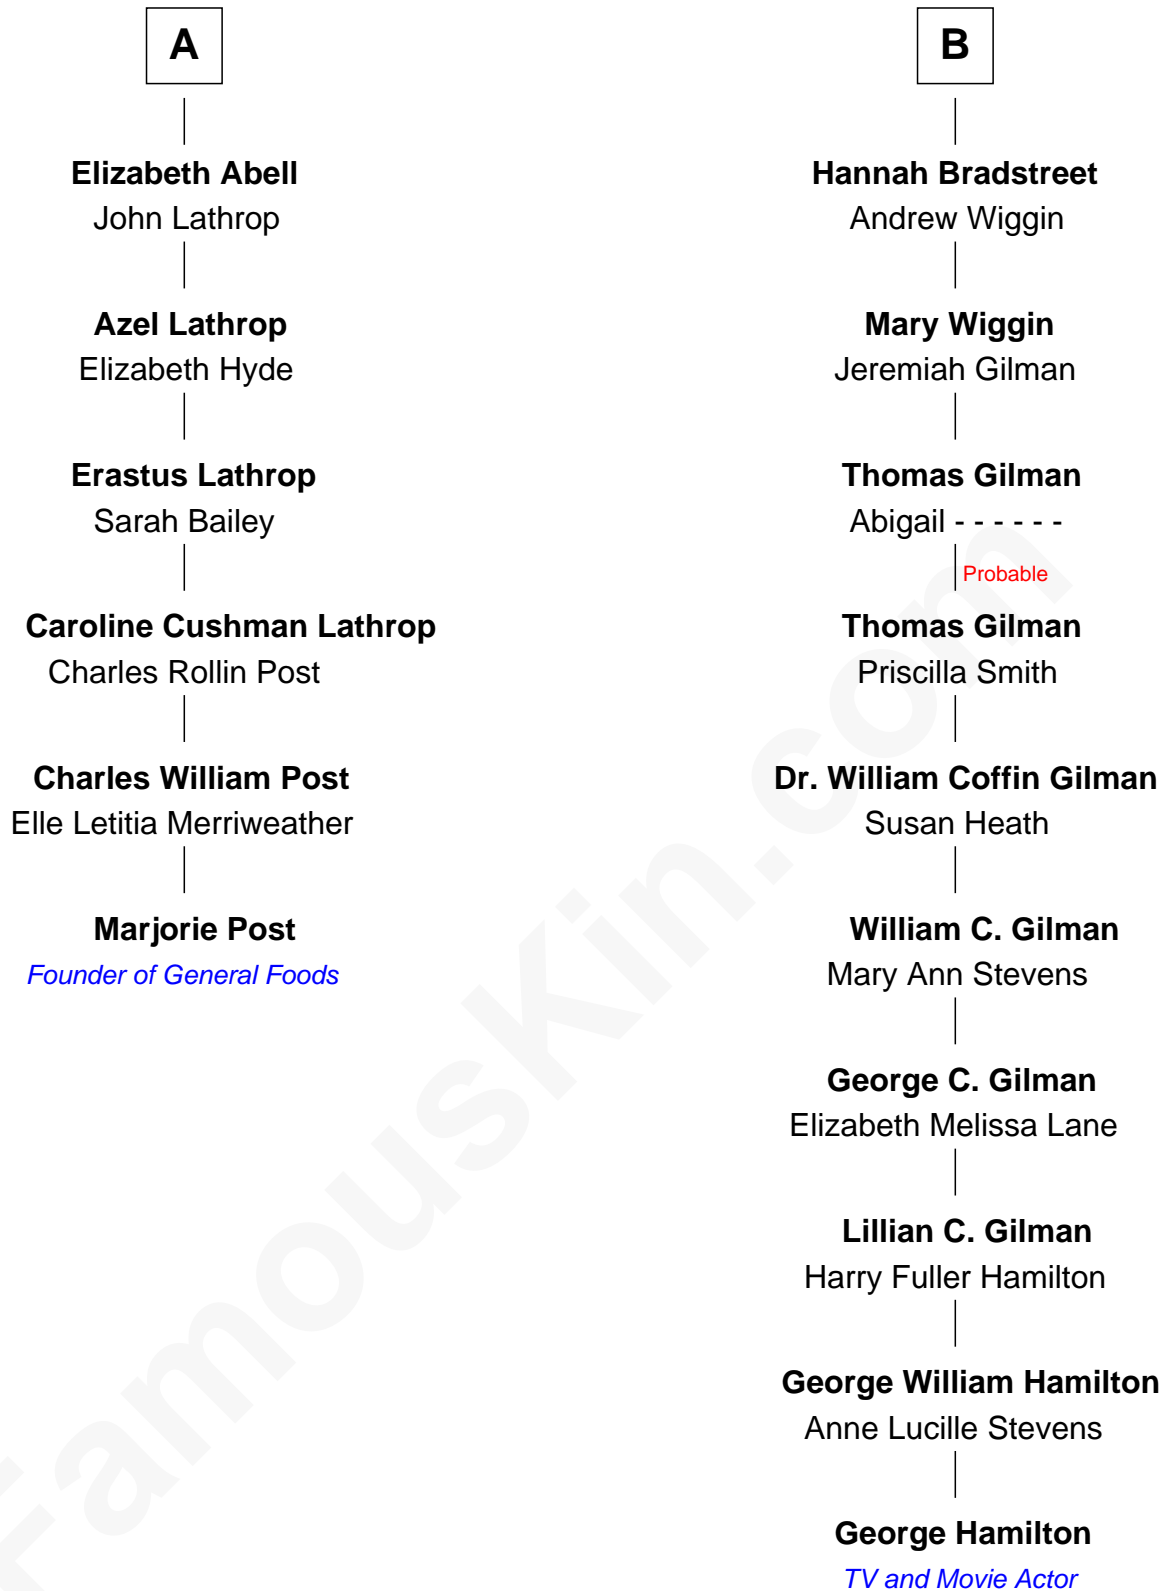 A
Elizabeth Abell
John Lathrop
Azel Lathrop
Elizabeth Hyde
Erastus Lathrop
Sarah Bailey
Caroline Cushman Lathrop
Charles Rollin Post
Charles William Post
Elle Letitia Merriweather
Marjorie Post
Founder of General Foods
B
Hannah Bradstreet
Andrew Wiggin
Mary Wiggin
Jeremiah Gilman
Thomas Gilman
Abigail - - - - - -
Probable
Thomas Gilman
Priscilla Smith
Dr. William Coffin Gilman
Susan Heath
William C. Gilman
Mary Ann Stevens
George C. Gilman
Elizabeth Melissa Lane
Lillian C. Gilman
Harry Fuller Hamilton
George William Hamilton
Anne Lucille Stevens
George Hamilton
TV and Movie Actor
FamousKin.com